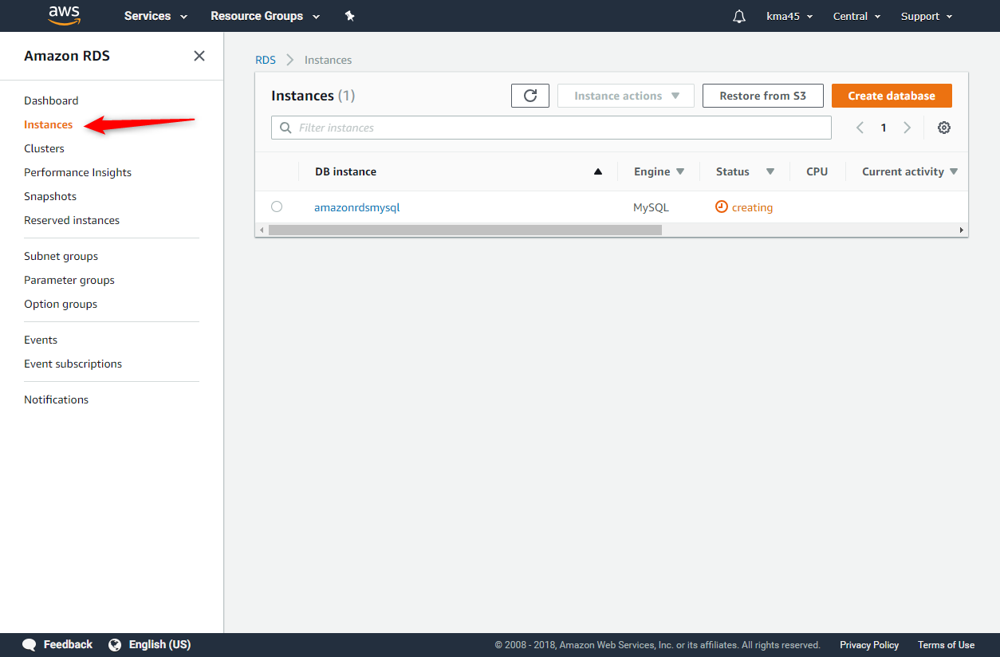 aws Services Resource Groups kma45 Central Support
Amazon RDS
Dashboard
Instances
Clusters
Performance Insights
Snapshots
Reserved instances
Subnet groups
Parameter groups
Option groups
Events
Event subscriptions
Notifications
RDS Instances
Instances (1) Instance actions Restore from S3 Create database
Filter instances 1
DB instance Engine Status CPU Current activity
amazonrdsmysql MySQL creating
Feedback English (US) © 2008 - 2018, Amazon Web Services, Inc. or its affiliates. All rights reserved. Privacy Policy Terms of Use